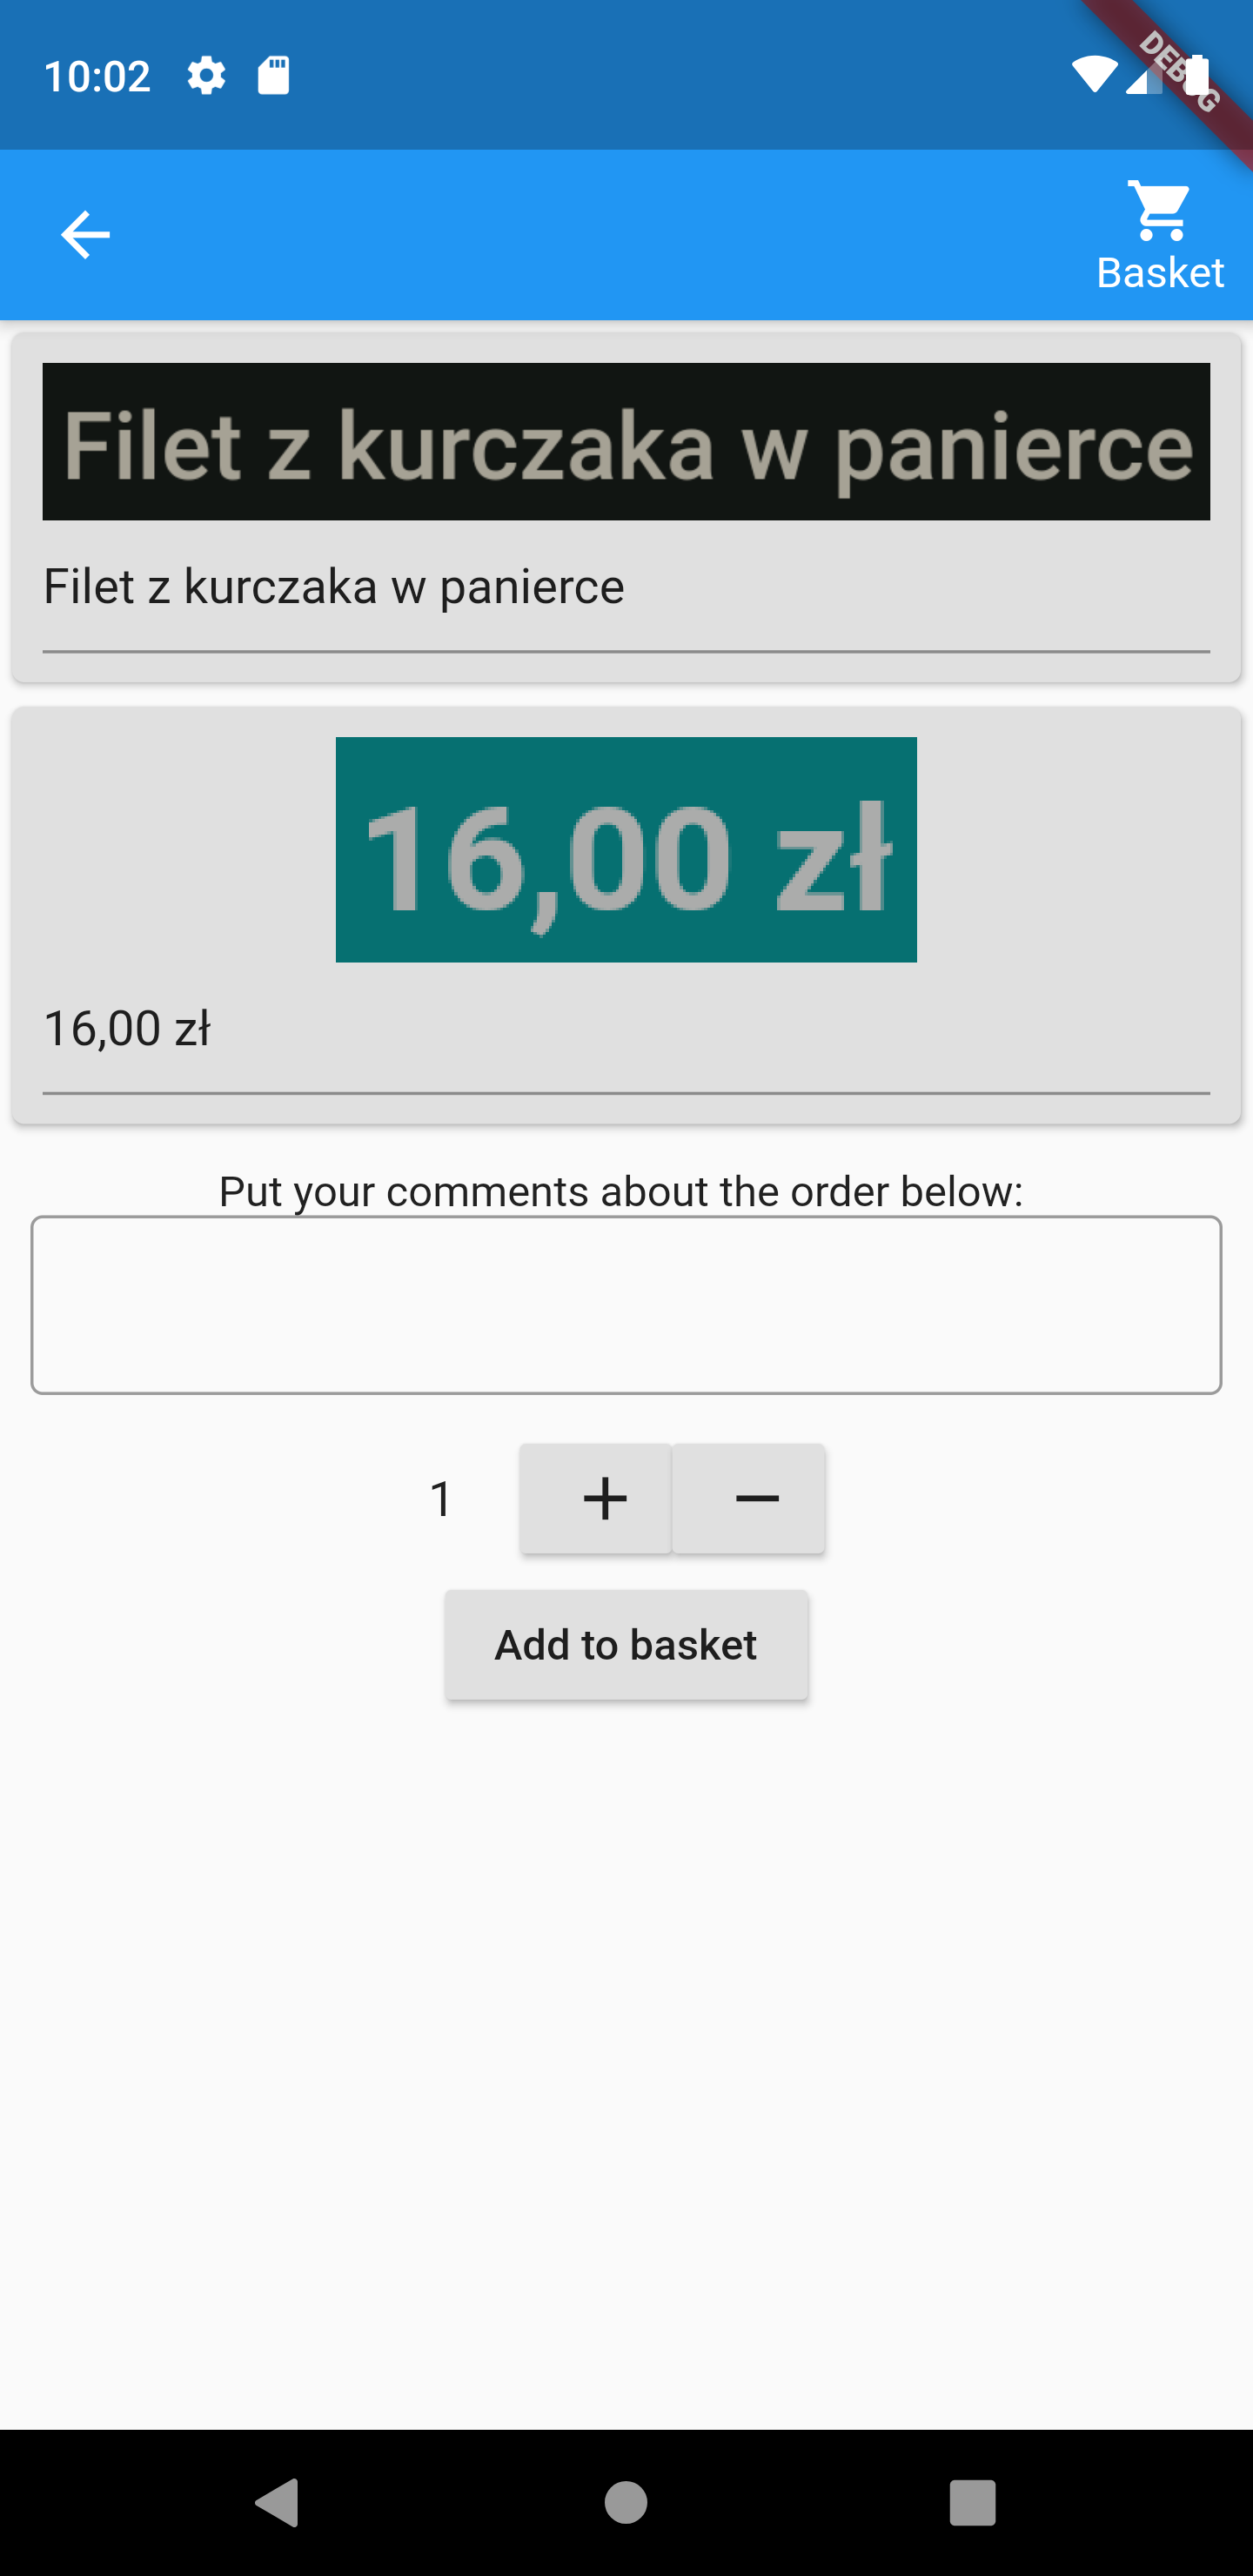 10:02
DEBUG
Basket
Filet z kurczaka w panierce
Filet z kurczaka w panierce
16,00 zł
16,00 zł
Put your comments about the order below:
1
+ −
Add to basket